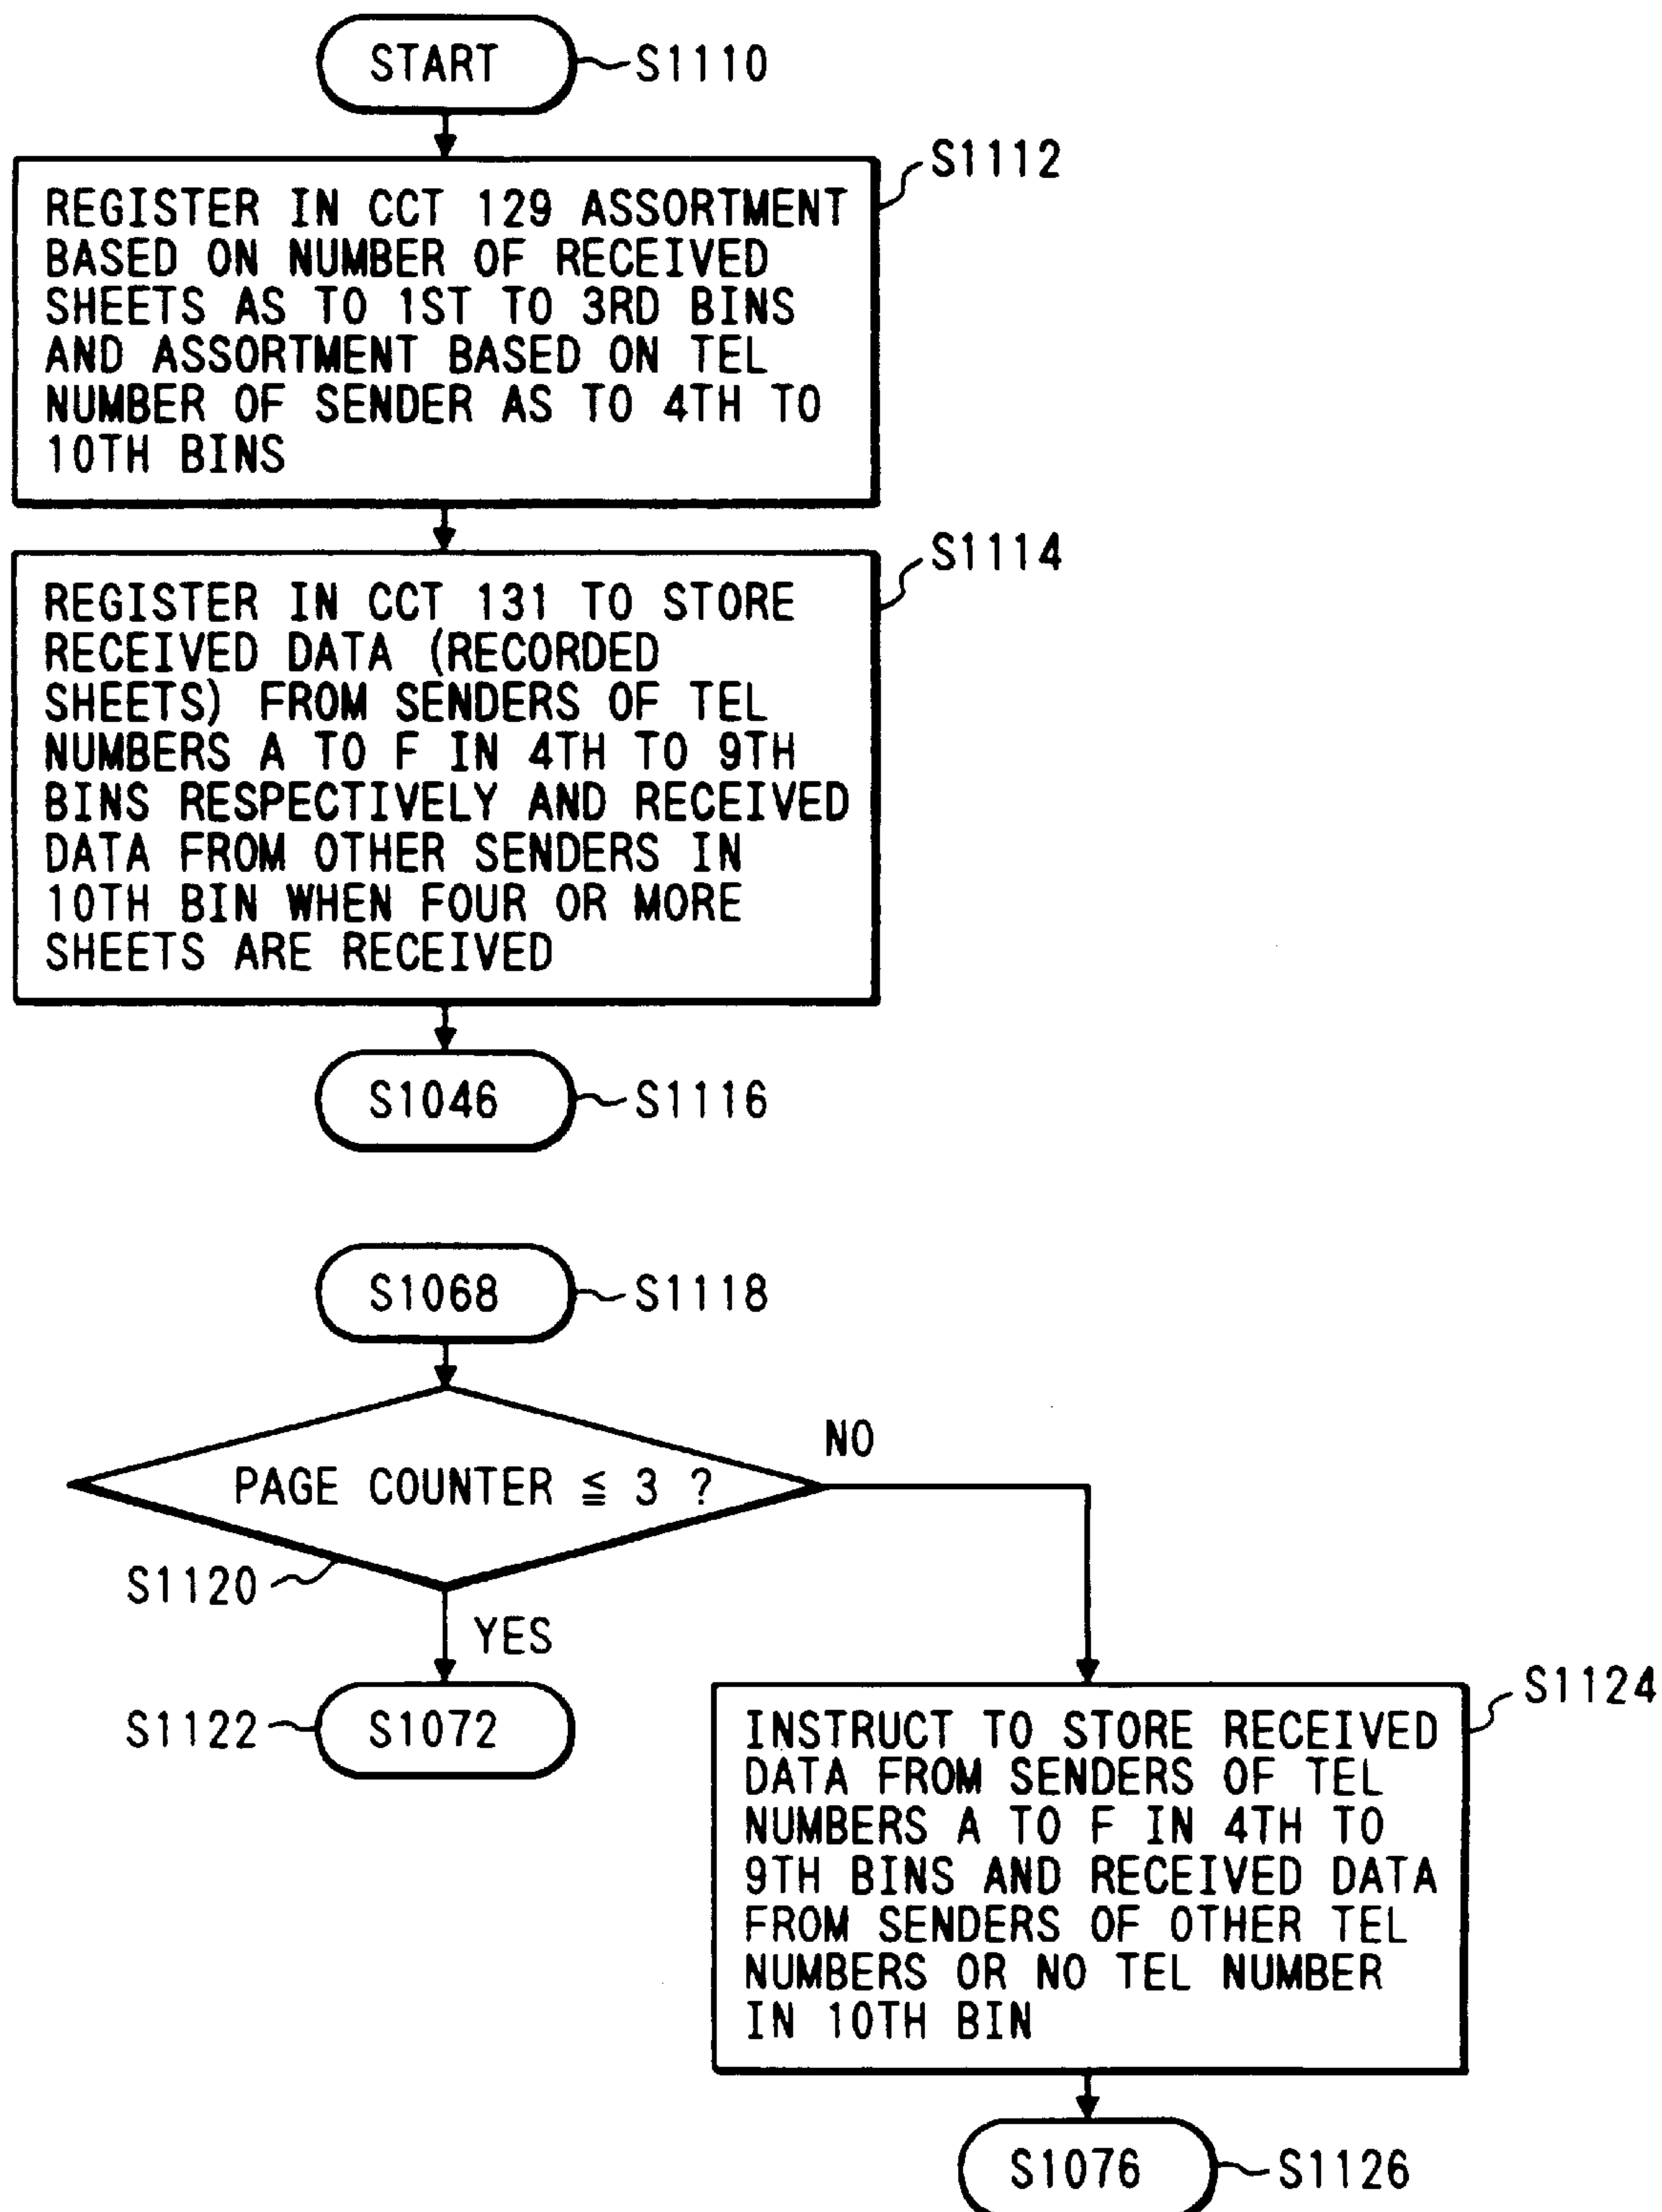 START
S1110
S1112
REGISTER IN CCT 129 ASSORTMENT
BASED ON NUMBER OF RECEIVED
SHEETS AS TO 1ST TO 3RD BINS
AND ASSORTMENT BASED ON TEL
NUMBER OF SENDER AS TO 4TH TO
10TH BINS
S1114
REGISTER IN CCT 131 TO STORE
RECEIVED DATA (RECORDED
SHEETS) FROM SENDERS OF TEL
NUMBERS A TO F IN 4TH TO 9TH
BINS RESPECTIVELY AND RECEIVED
DATA FROM OTHER SENDERS IN
10TH BIN WHEN FOUR OR MORE
SHEETS ARE RECEIVED
S1046
S1116
S1068
S1118
PAGE COUNTER ≦ 3 ?
NO
S1120
YES
S1122
S1072
S1124
INSTRUCT TO STORE RECEIVED
DATA FROM SENDERS OF TEL
NUMBERS A TO F IN 4TH TO
9TH BINS AND RECEIVED DATA
FROM SENDERS OF OTHER TEL
NUMBERS OR NO TEL NUMBER
IN 10TH BIN
S1076
S1126